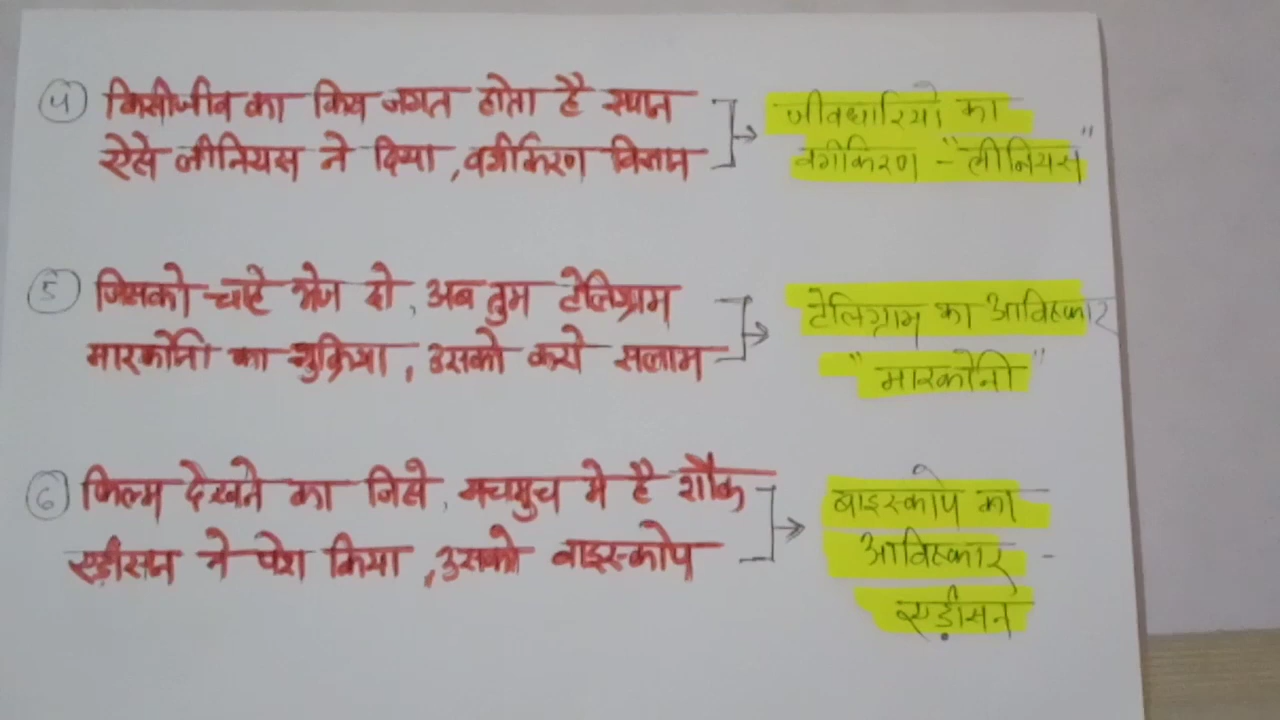 4 किसी जीव का किस जगत होता है स्थान
ऐसे लीनियस ने दिया, वर्गीकरण विज्ञान
जीवधारियो का
वर्गीकरण - "लीनियस"
5 जिसको चाहे भेज दो, अब तुम टेलिग्राम
मारकोनी का शुक्रिया, उसको करो सलाम
टेलिग्राम का आविष्कार
"मारकोनी"
6 फिल्म देखने का जिसे, सचमुच मे है शौक
एडीसन ने पेश किया, उसको बाइस्कोप
बाइस्कोप का
आविष्कार -
एडीसन